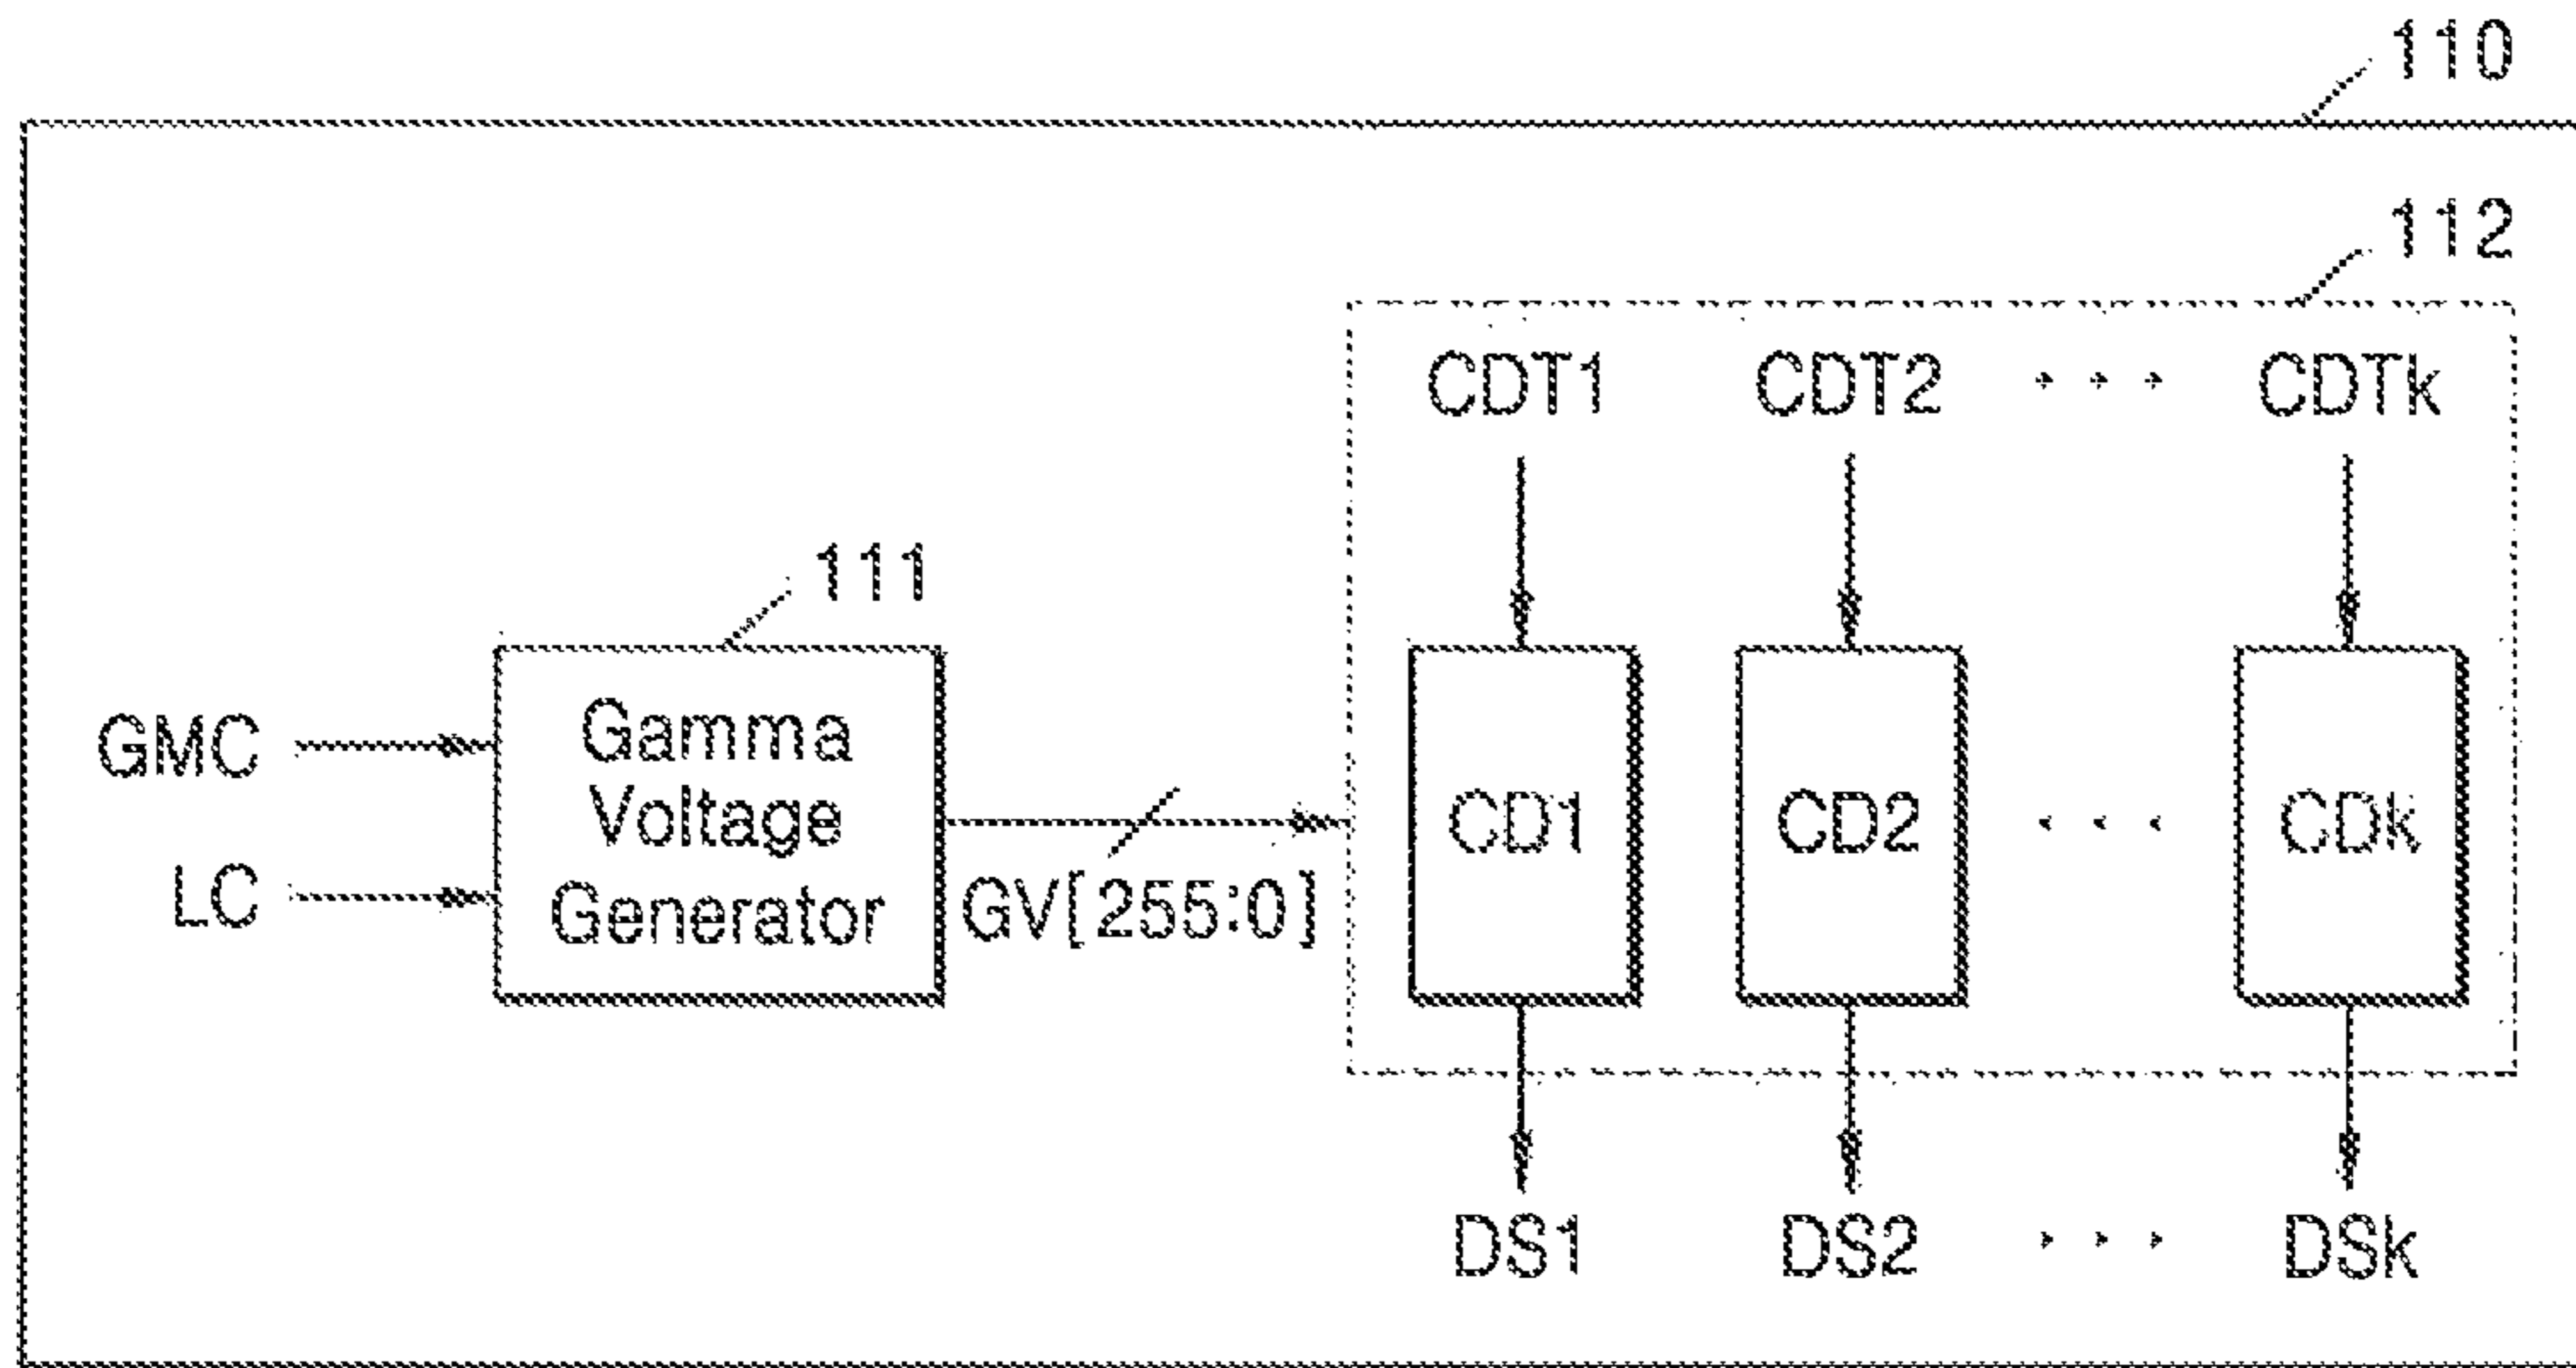 110
112
CDT1 CDT2 ... CDTk
111
GMC
LC
Gamma
Voltage
Generator
GV[255:0]
CD1 CD2 ... CDk
DS1 DS2 ... DSk